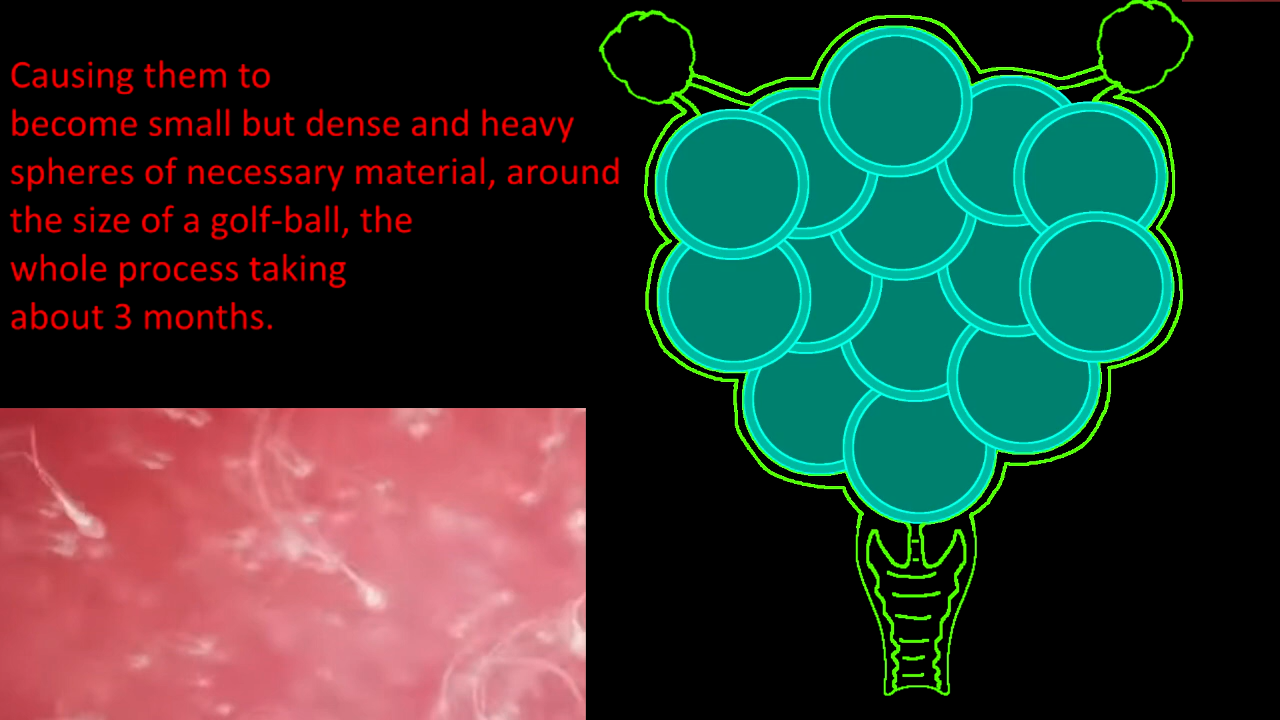 Causing them to
become small but dense and heavy
spheres of necessary material, around
the size of a golf-ball, the
whole process taking
about 3 months.